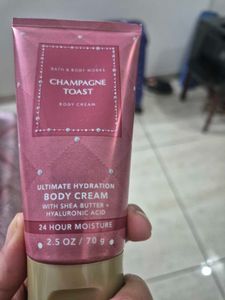 BATH & BODY WORKS
CHAMPAGNE
TOAST
BODY CREAM
ULTIMATE HYDRATION
BODY CREAM
WITH SHEA BUTTER +
HYALURONIC ACID
24 HOUR MOISTURE
2.5 OZ / 70 g